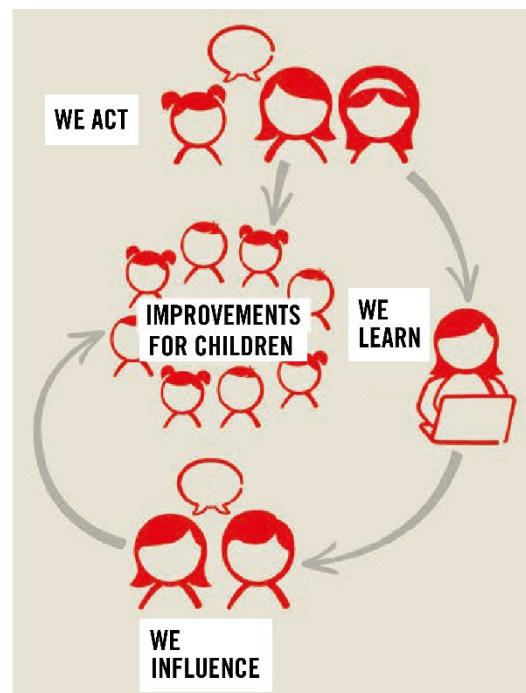 WE ACT
IMPROVEMENTS
FOR CHILDREN
WE
LEARN
WE
INFLUENCE